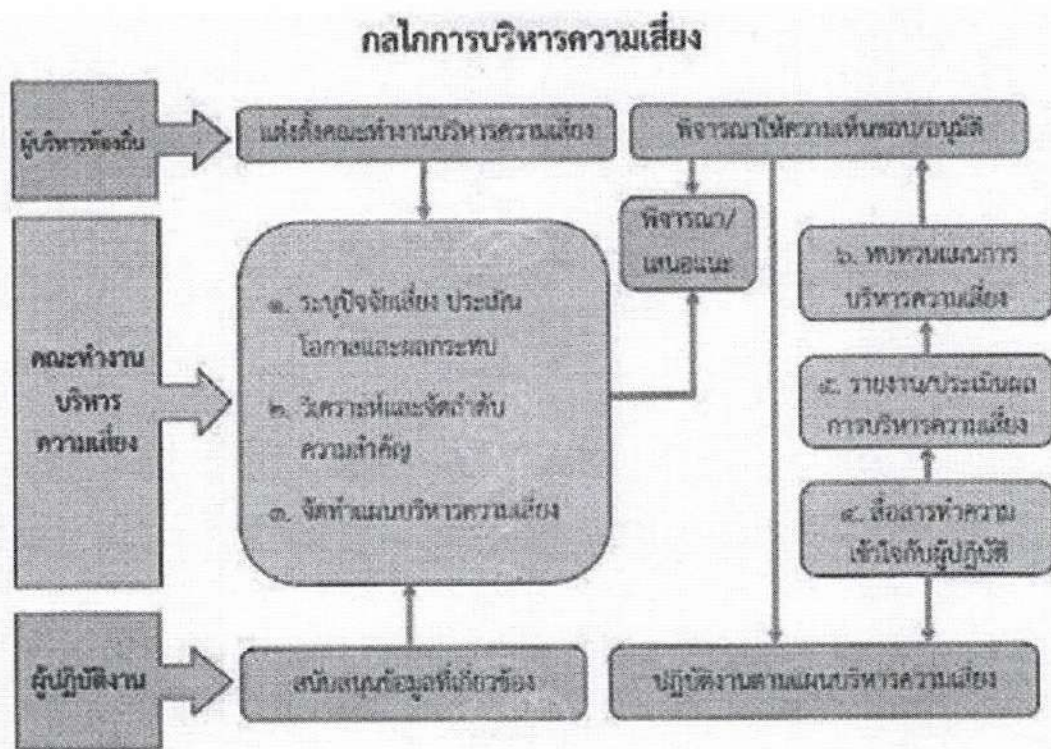 กลไกการบริหารความเสี่ยง
ผู้บริหารท้องถิ่น
แต่งตั้งคณะทำงานบริหารความเสี่ยง
พิจารณาให้ความเห็นชอบ/อนุมัติ
พิจารณา/
เสนอแนะ
คณะทำงาน
บริหาร
ความเสี่ยง
๑. ระบุปัจจัยเสี่ยง ประเมิน
โอกาสและผลกระทบ
๒. วิเคราะห์และจัดลำดับ
ความสำคัญ
๓. จัดทำแผนบริหารความเสี่ยง
๖. ทบทวนแผนการ
บริหารความเสี่ยง
๕. รายงาน/ประเมินผล
การบริหารความเสี่ยง
๔. สื่อสารทำความ
เข้าใจกับผู้ปฏิบัติ
ผู้ปฏิบัติงาน
สนับสนุนข้อมูลที่เกี่ยวข้อง
ปฏิบัติงานตามแผนบริหารความเสี่ยง